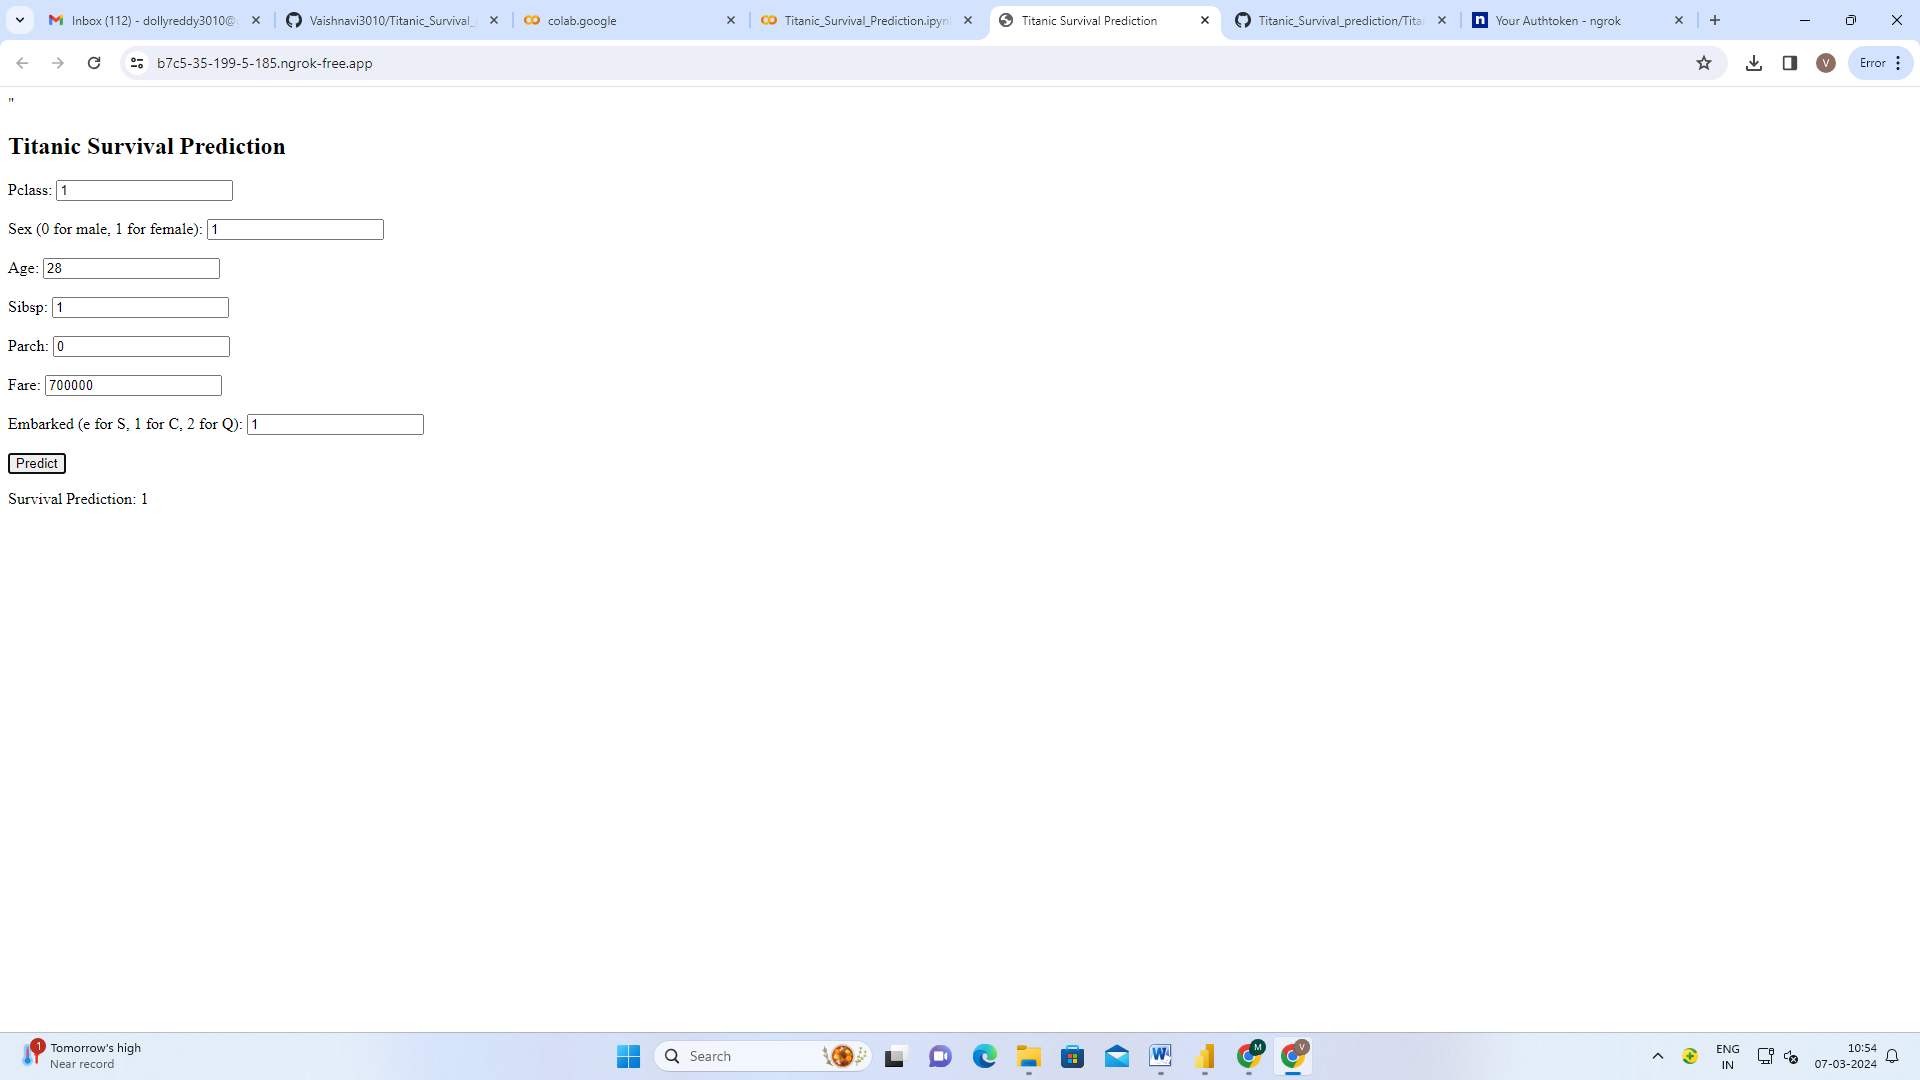 Inbox (112) - dollyreddy3010@
Vaishnavi3010/Titanic_Survival_
colab.google
Titanic_Survival_Prediction.ipyn
Titanic Survival Prediction
Titanic_Survival_prediction/Tita
Your Authtoken - ngrok
b7c5-35-199-5-185.ngrok-free.app
V
Error
"
Titanic Survival Prediction
Pclass: 1
Sex (0 for male, 1 for female): 1
Age: 28
Sibsp: 1
Parch: 0
Fare: 700000
Embarked (e for S, 1 for C, 2 for Q): 1
Predict
Survival Prediction: 1
1
Tomorrow's high
Near record
Search
W
M
V
ENG
IN
10:54
07-03-2024